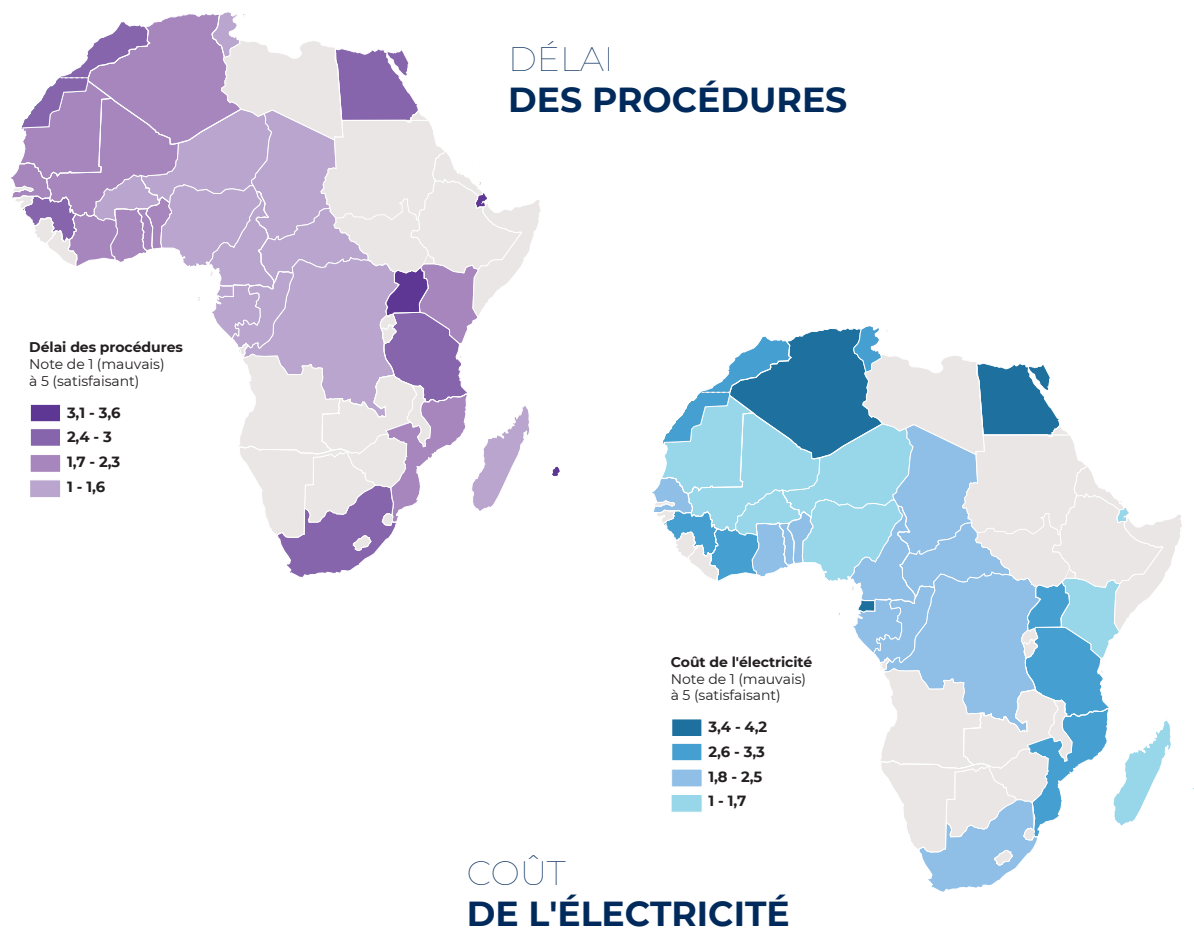 DÉLAI
DES PROCÉDURES
Délai des procédures
Note de 1 (mauvais)
à 5 (satisfaisant)
3,1 - 3,6
2,4 - 3
1,7 - 2,3
1 - 1,6
Coût de l'électricité
Note de 1 (mauvais)
à 5 (satisfaisant)
3,4 - 4,2
2,6 - 3,3
1,8 - 2,5
1 - 1,7
COÛT
DE L'ÉLECTRICITÉ